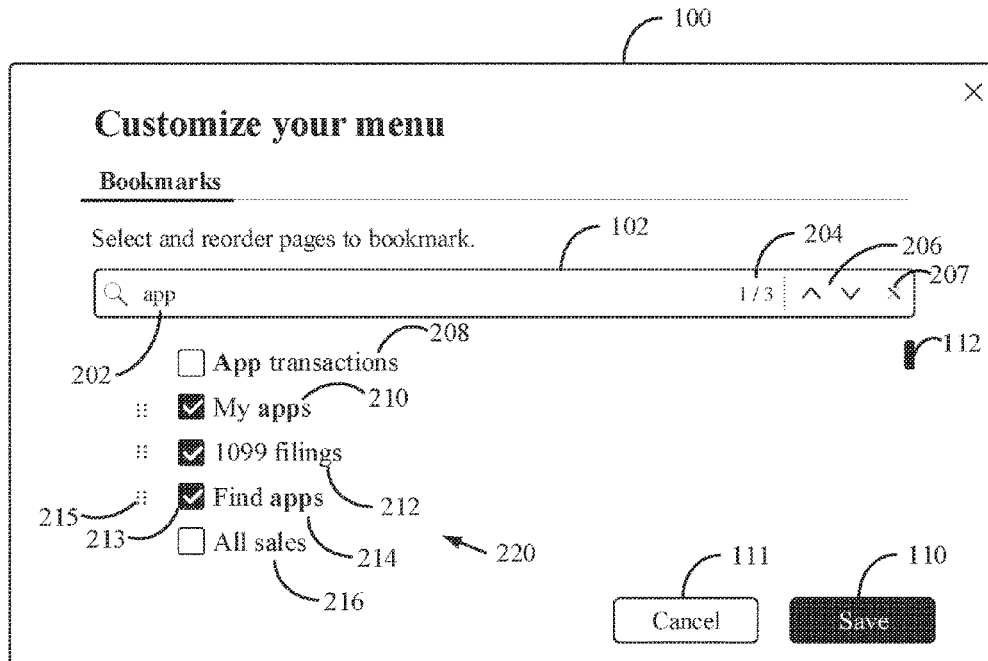 100
Customize your menu
Bookmarks
Select and reorder pages to bookmark.
102
204
206
207
app
1 / 3
202
App transactions
208
112
My apps
210
1099 filings
212
215
Find apps
213
214
All sales
216
220
111
110
Cancel
Save